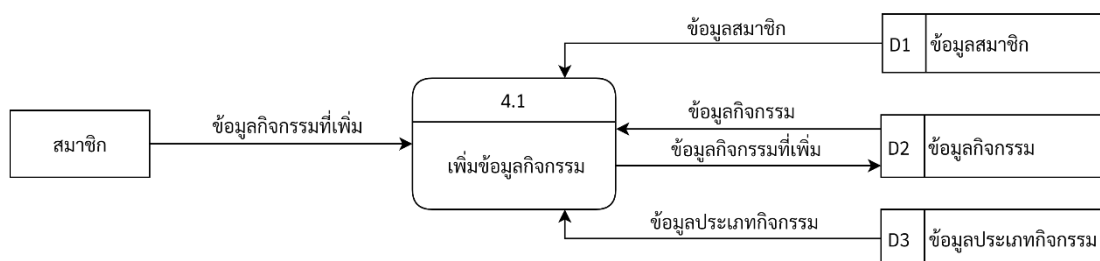 ข้อมูลสมาชิก
D1 ข้อมูลสมาชิก
4.1
สมาชิก
ข้อมูลกิจกรรมที่เพิ่ม
เพิ่มข้อมูลกิจกรรม
ข้อมูลกิจกรรม
ข้อมูลกิจกรรมที่เพิ่ม
D2 ข้อมูลกิจกรรม
ข้อมูลประเภทกิจกรรม
D3 ข้อมูลประเภทกิจกรรม